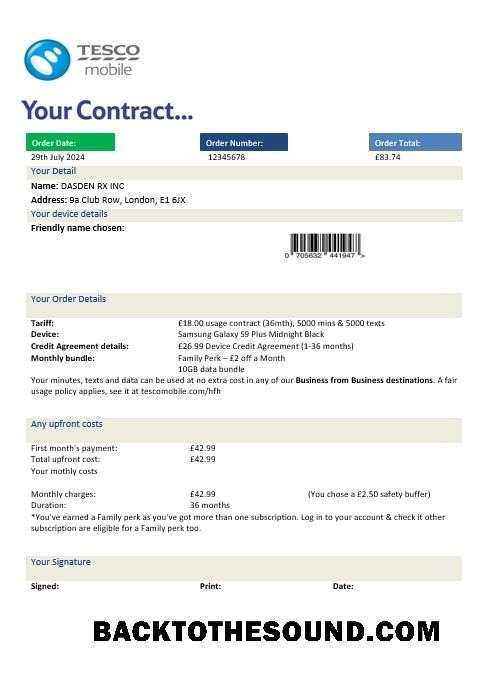 TESCO
mobile
Your Contract...
Order Date: Order Number: Order Total:
29th July 2024 12345678 £83.74
Your Detail
Name: DASDEN RX INC
Address: 9a Club Row, London, E1 6JX
Your device details
Friendly name chosen:
0 705632 441947 >
Your Order Details
Tariff: £18.00 usage contract (36mth), 5000 mins & 5000 texts
Device: Samsung Galaxy S9 Plus Midnight Black
Credit Agreement details: £26.99 Device Credit Agreement (1-36 months)
Monthly bundle: Family Perk – £2 off a Month
10GB data bundle
Your minutes, texts and data can be used at no extra cost in any of our Business from Business destinations. A fair
usage policy applies, see it at tescomobile.com/hfh
Any upfront costs
First month's payment: £42.99
Total upfront cost: £42.99
Your mothly costs
Monthly charges: £42.99 (You chose a £2.50 safety buffer)
Duration: 36 months
*You've earned a Family perk as you've got more than one subscription. Log in to your account & check it other
subscription are eligible for a Family perk too.
Your Signature
Signed: Print: Date:
BACKTOTHESOUND.COM